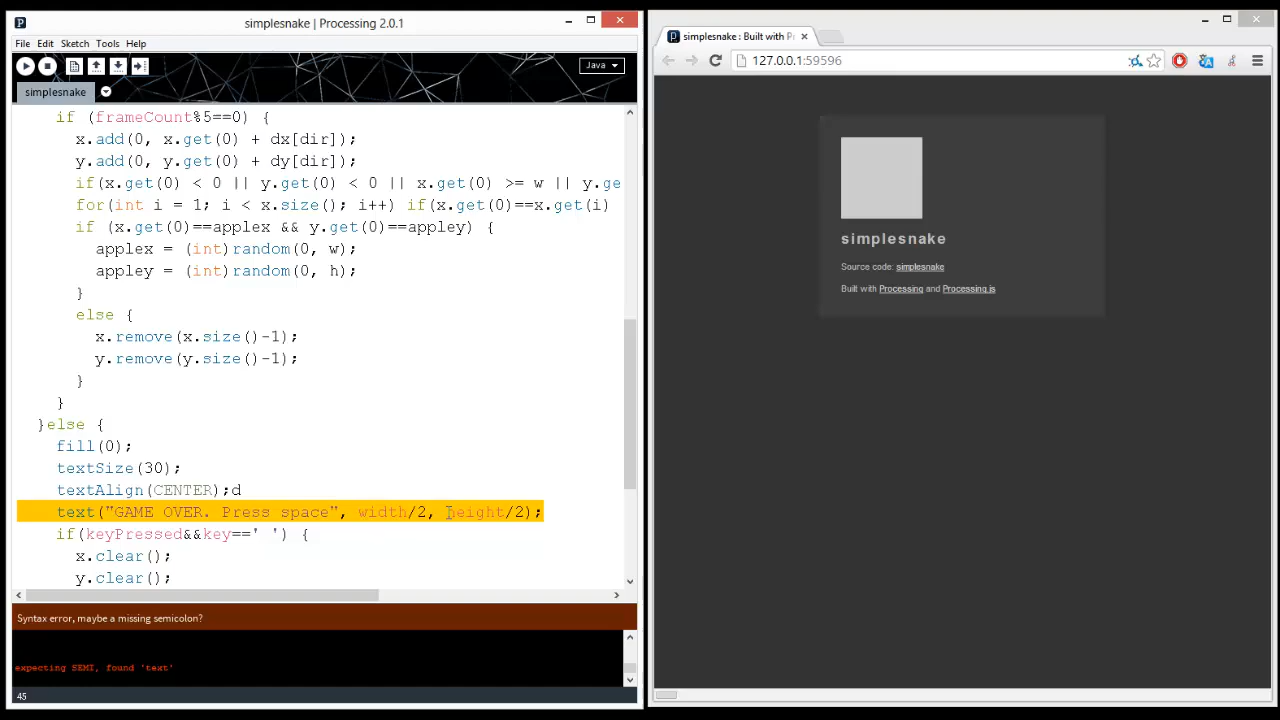 simplesnake | Processing 2.0.1
File Edit Sketch Tools Help
Java
simplesnake
if (frameCount%5==0) {
x.add(0, x.get(0) + dx[dir]);
y.add(0, y.get(0) + dy[dir]);
if(x.get(0) < 0 || y.get(0) < 0 || x.get(0) >= w || y.ge
for(int i = 1; i < x.size(); i++) if(x.get(0)==x.get(i)
if (x.get(0)==applex && y.get(0)==appley) {
applex = (int)random(0, w);
appley = (int)random(0, h);
}
else {
x.remove(x.size()-1);
y.remove(y.size()-1);
}
}
}else {
fill(0);
textSize(30);
textAlign(CENTER);d
text("GAME OVER. Press space", width/2, height/2);
if(keyPressed&&key==' ') {
x.clear();
y.clear();
Syntax error, maybe a missing semicolon?
expecting SEMI, found 'text'
45
simplesnake : Built with P
127.0.0.1:59596
simplesnake
Source code: simplesnake
Built with Processing and Processing.js